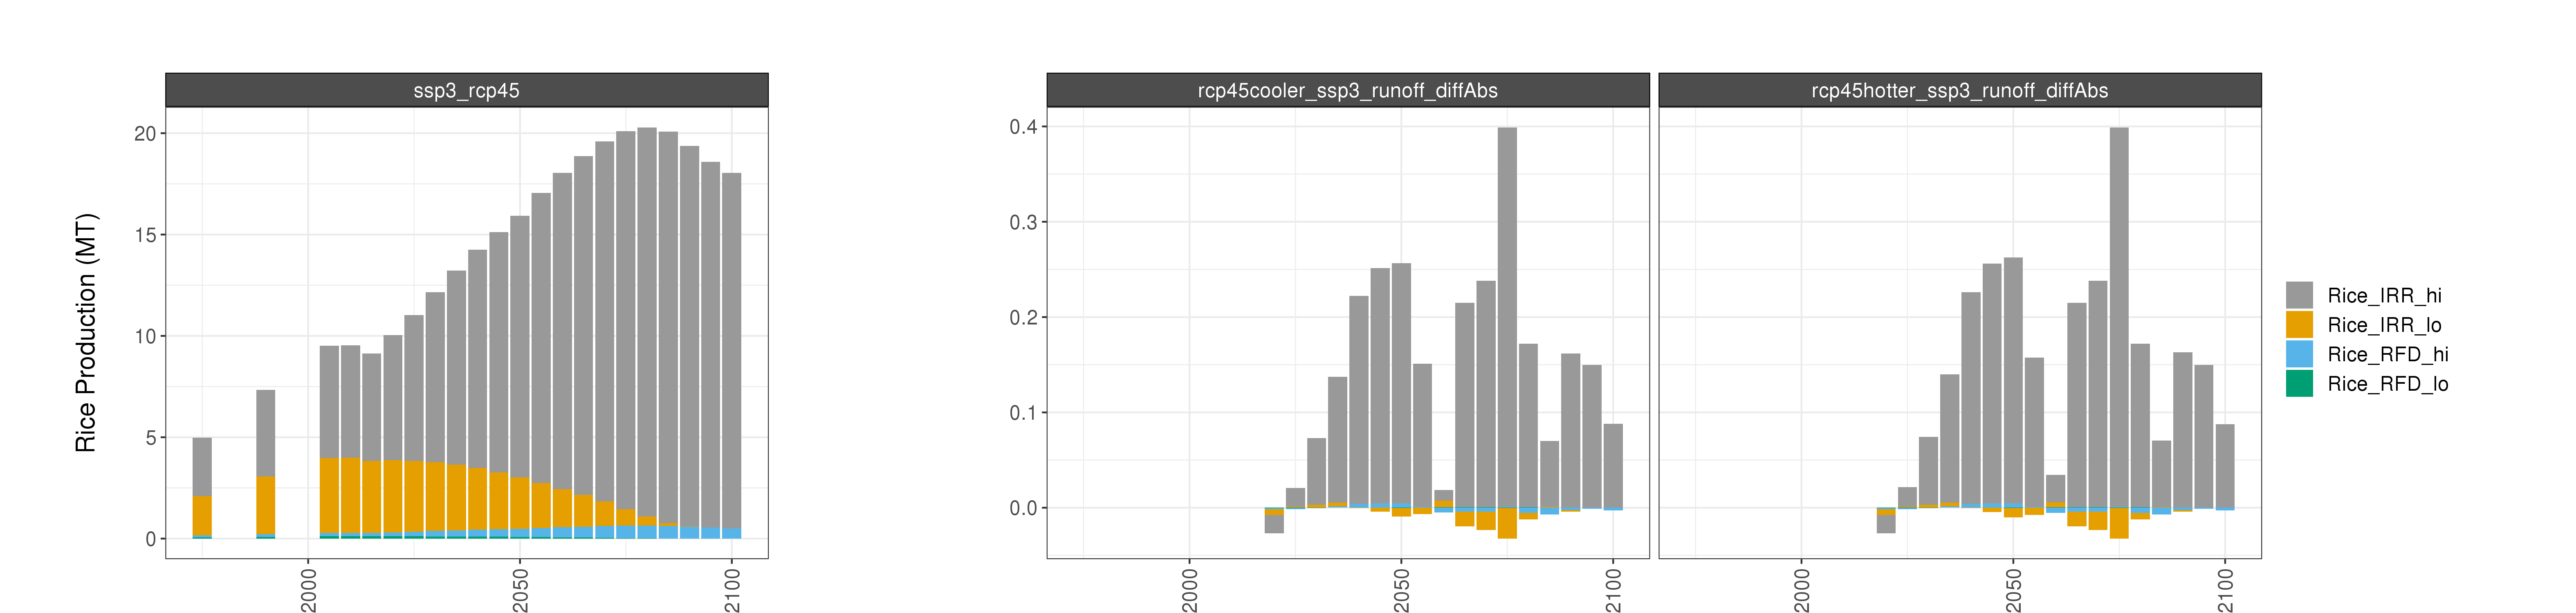 ssp3_rcp45
rcp45cooler_ssp3_runoff_diffAbs
rcp45hotter_ssp3_runoff_diffAbs
Rice Production (MT)
20
15
10
5
0
0.4
0.3
0.2
0.1
0.0
2000
2050
2100
2000
2050
2100
2000
2050
2100
Rice_IRR_hi
Rice_IRR_lo
Rice_RFD_hi
Rice_RFD_lo